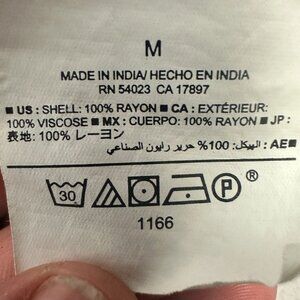 M
MADE IN INDIA/ HECHO EN INDIA
RN 54023 CA 17897
■ US : SHELL: 100% RAYON ■ CA : EXTÉRIEUR:
100% VISCOSE ■ MX : CUERPO: 100% RAYON ■ JP :
表地: 100% レーヨン
■ AE : الهيكل: 100% حرير رايون الصناعي
30 P ®
1166